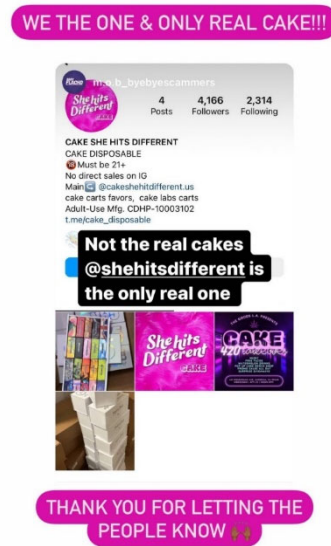 WE THE ONE & ONLY REAL CAKE!!!
m.o.b_byebyescammers
She hits
Different
CAKE
4
4,166
2,314
Posts
Followers
Following
CAKE SHE HITS DIFFERENT
CAKE DISPOSABLE
🔞Must be 21+
No direct sales on IG
Main➡️ @cakeshehitdifferent.us
cake carts favors, cake labs carts
Adult-Use Mfg. CDHP-10003102
t.me/cake_disposable
Not the real cakes
@shehitsdifferent is
the only real one
She hits
Different
CAKE
CAKE
420
THANK YOU FOR LETTING THE
PEOPLE KNOW 🙌🏾